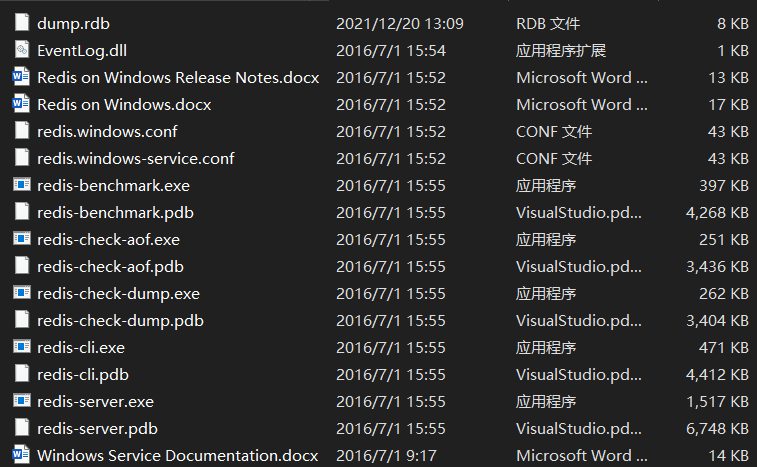 dump.rdb 2021/12/20 13:09 RDB 文件 8 KB
EventLog.dll 2016/7/1 15:54 应用程序扩展 1 KB
Redis on Windows Release Notes.docx 2016/7/1 15:52 Microsoft Word ... 13 KB
Redis on Windows.docx 2016/7/1 15:52 Microsoft Word ... 17 KB
redis.windows.conf 2016/7/1 15:52 CONF 文件 43 KB
redis.windows-service.conf 2016/7/1 15:52 CONF 文件 43 KB
redis-benchmark.exe 2016/7/1 15:55 应用程序 397 KB
redis-benchmark.pdb 2016/7/1 15:55 VisualStudio.pd... 4,268 KB
redis-check-aof.exe 2016/7/1 15:55 应用程序 251 KB
redis-check-aof.pdb 2016/7/1 15:55 VisualStudio.pd... 3,436 KB
redis-check-dump.exe 2016/7/1 15:55 应用程序 262 KB
redis-check-dump.pdb 2016/7/1 15:55 VisualStudio.pd... 3,404 KB
redis-cli.exe 2016/7/1 15:55 应用程序 471 KB
redis-cli.pdb 2016/7/1 15:55 VisualStudio.pd... 4,412 KB
redis-server.exe 2016/7/1 15:55 应用程序 1,517 KB
redis-server.pdb 2016/7/1 15:55 VisualStudio.pd... 6,748 KB
Windows Service Documentation.docx 2016/7/1 9:17 Microsoft Word ... 14 KB